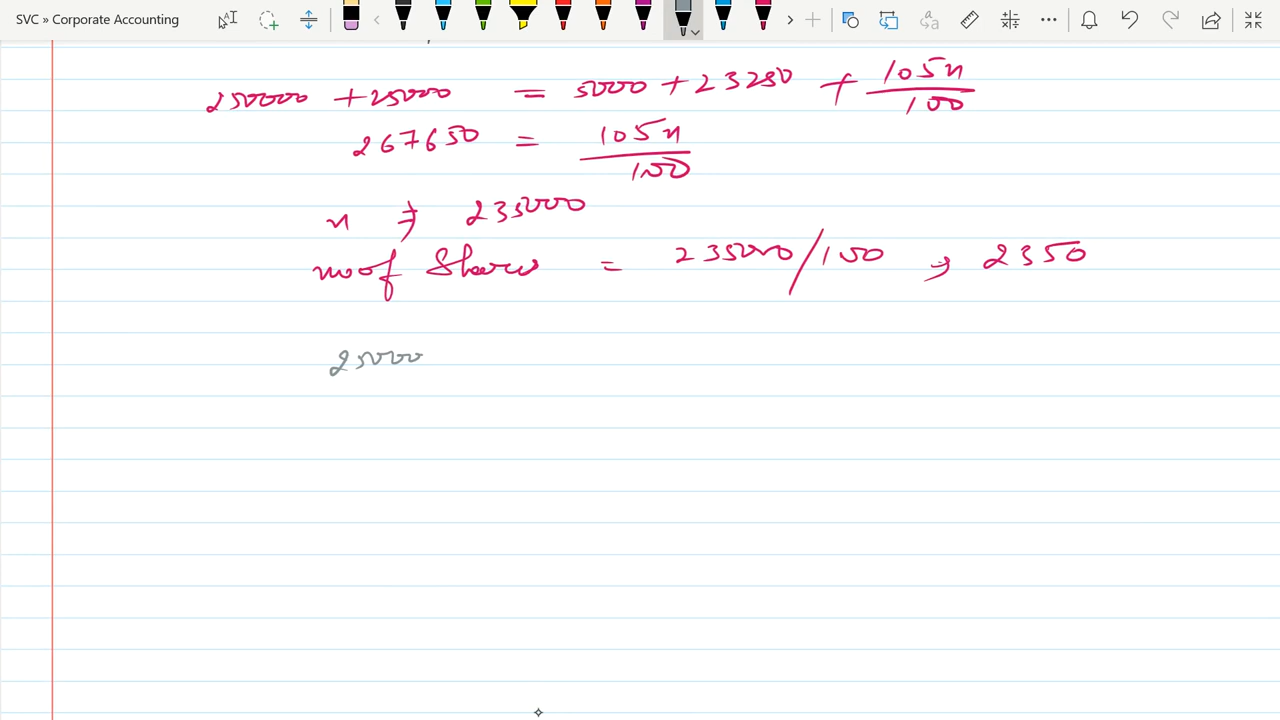 SVC » Corporate Accounting
250000 + 25000 = 5000 + 23250 + 105x/100
267650 = 105x/100
x ⇒ 235000
no of Shares = 235000/100 ⇒ 2350
25000